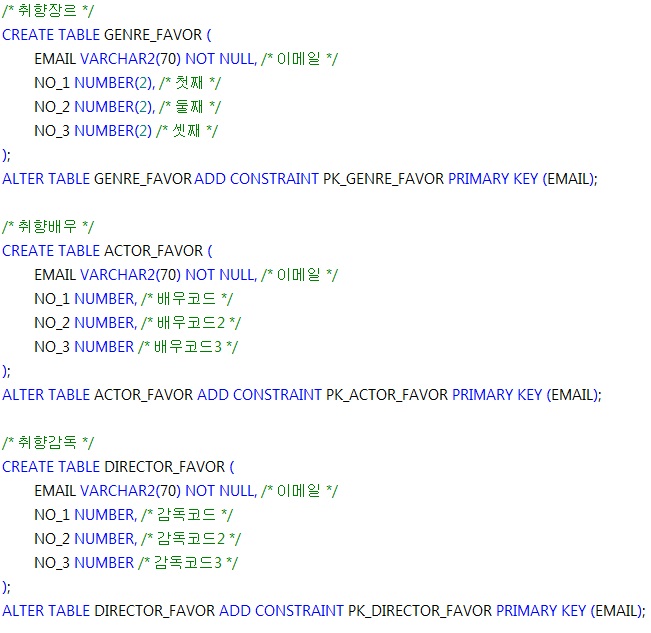 /* 취향장르 */
CREATE TABLE GENRE_FAVOR (
EMAIL VARCHAR2(70) NOT NULL, /* 이메일 */
NO_1 NUMBER(2), /* 첫째 */
NO_2 NUMBER(2), /* 둘째 */
NO_3 NUMBER(2) /* 셋째 */
);
ALTER TABLE GENRE_FAVOR ADD CONSTRAINT PK_GENRE_FAVOR PRIMARY KEY (EMAIL);
/* 취향배우 */
CREATE TABLE ACTOR_FAVOR (
EMAIL VARCHAR2(70) NOT NULL, /* 이메일 */
NO_1 NUMBER, /* 배우코드 */
NO_2 NUMBER, /* 배우코드2 */
NO_3 NUMBER /* 배우코드3 */
);
ALTER TABLE ACTOR_FAVOR ADD CONSTRAINT PK_ACTOR_FAVOR PRIMARY KEY (EMAIL);
/* 취향감독 */
CREATE TABLE DIRECTOR_FAVOR (
EMAIL VARCHAR2(70) NOT NULL, /* 이메일 */
NO_1 NUMBER, /* 감독코드 */
NO_2 NUMBER, /* 감독코드2 */
NO_3 NUMBER /* 감독코드3 */
);
ALTER TABLE DIRECTOR_FAVOR ADD CONSTRAINT PK_DIRECTOR_FAVOR PRIMARY KEY (EMAIL);